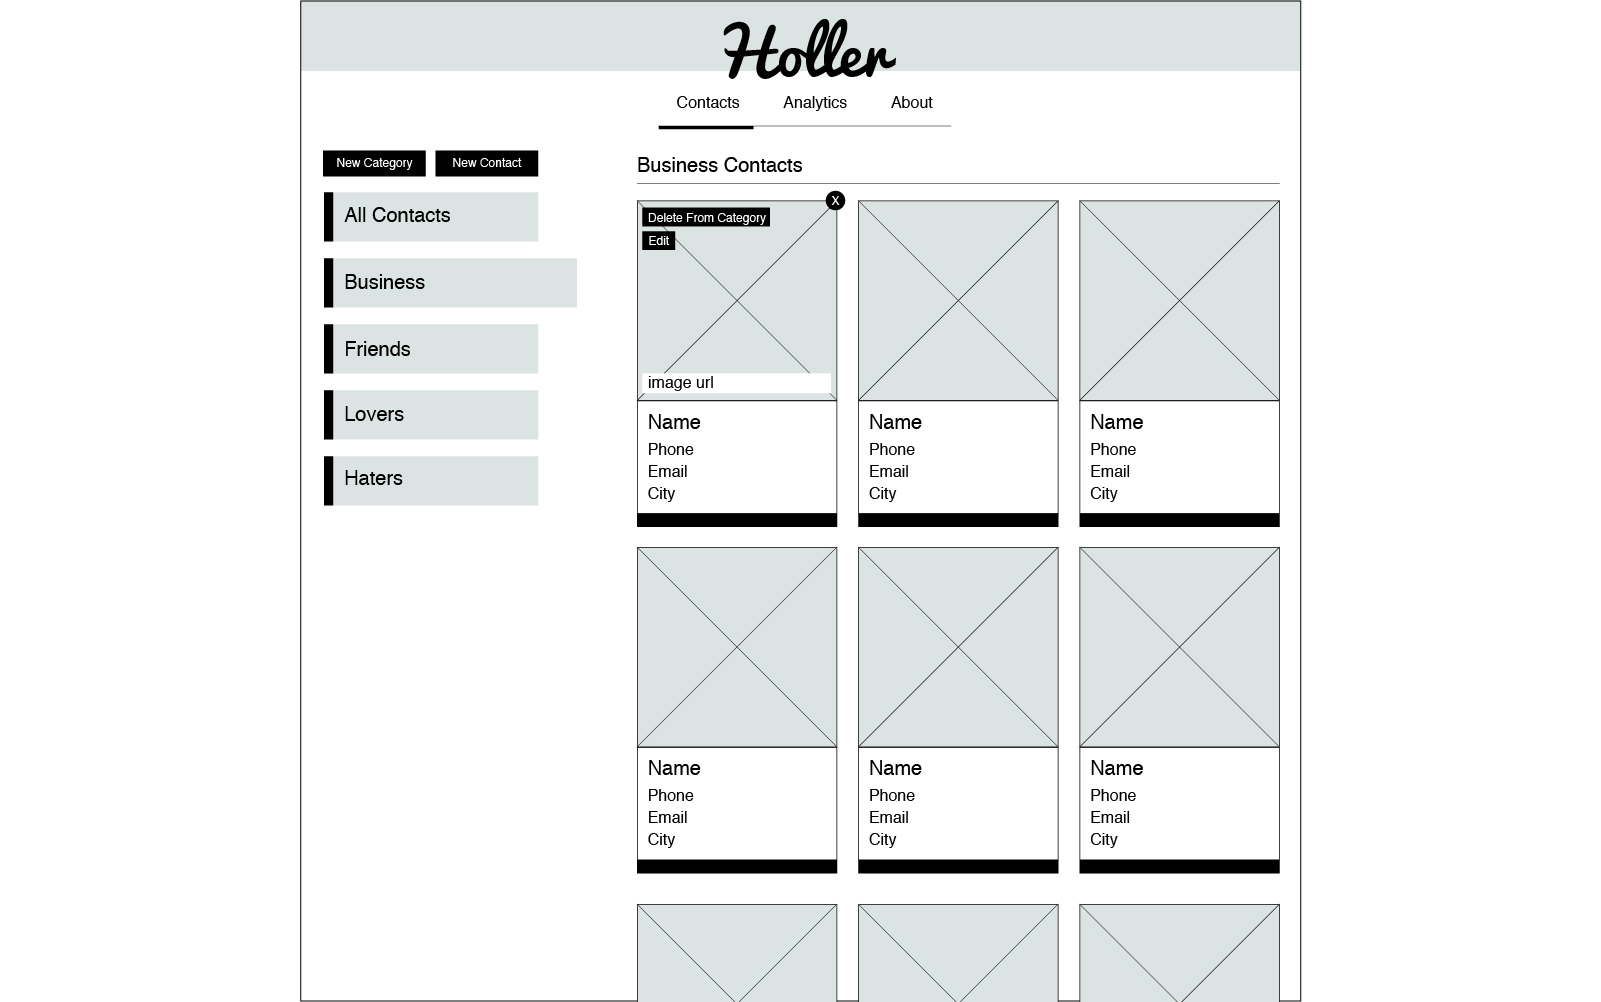 Holler
Contacts Analytics About
New Category New Contact
All Contacts
Business
Friends
Lovers
Haters
Business Contacts
X
Delete From Category
Edit
image url
Name Name Name
Phone Phone Phone
Email Email Email
City City City
Name Name Name
Phone Phone Phone
Email Email Email
City City City